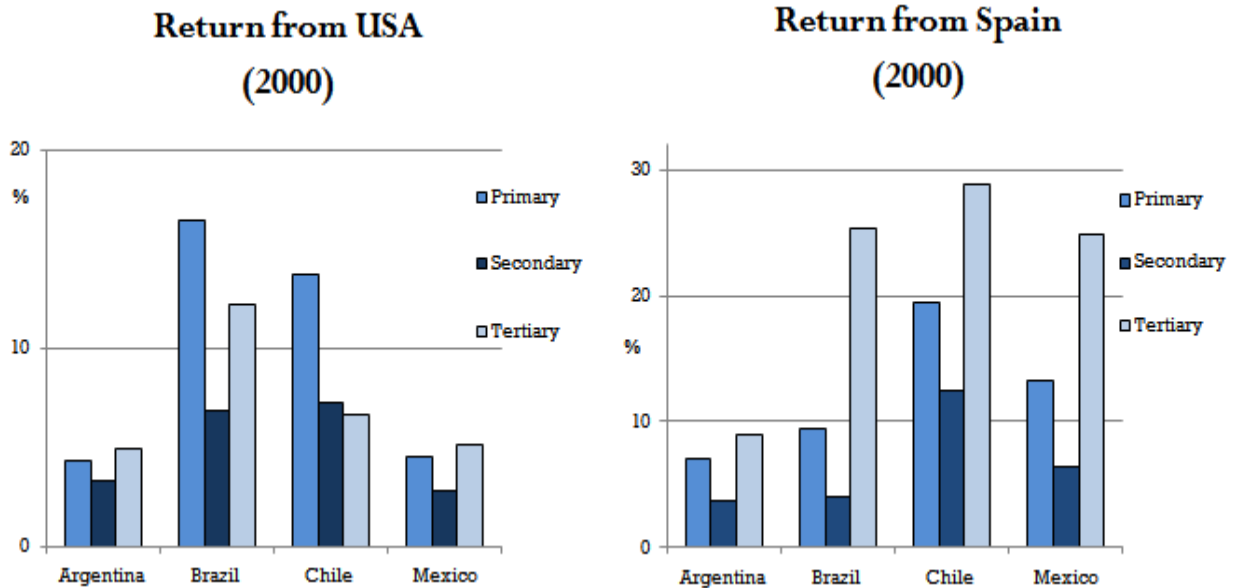 Return from USA
(2000)
20
%
10
0
Primary
Secondary
Tertiary
Argentina
Brazil
Chile
Mexico
Return from Spain
(2000)
30
20
%
10
0
Primary
Secondary
Tertiary
Argentina
Brazil
Chile
Mexico